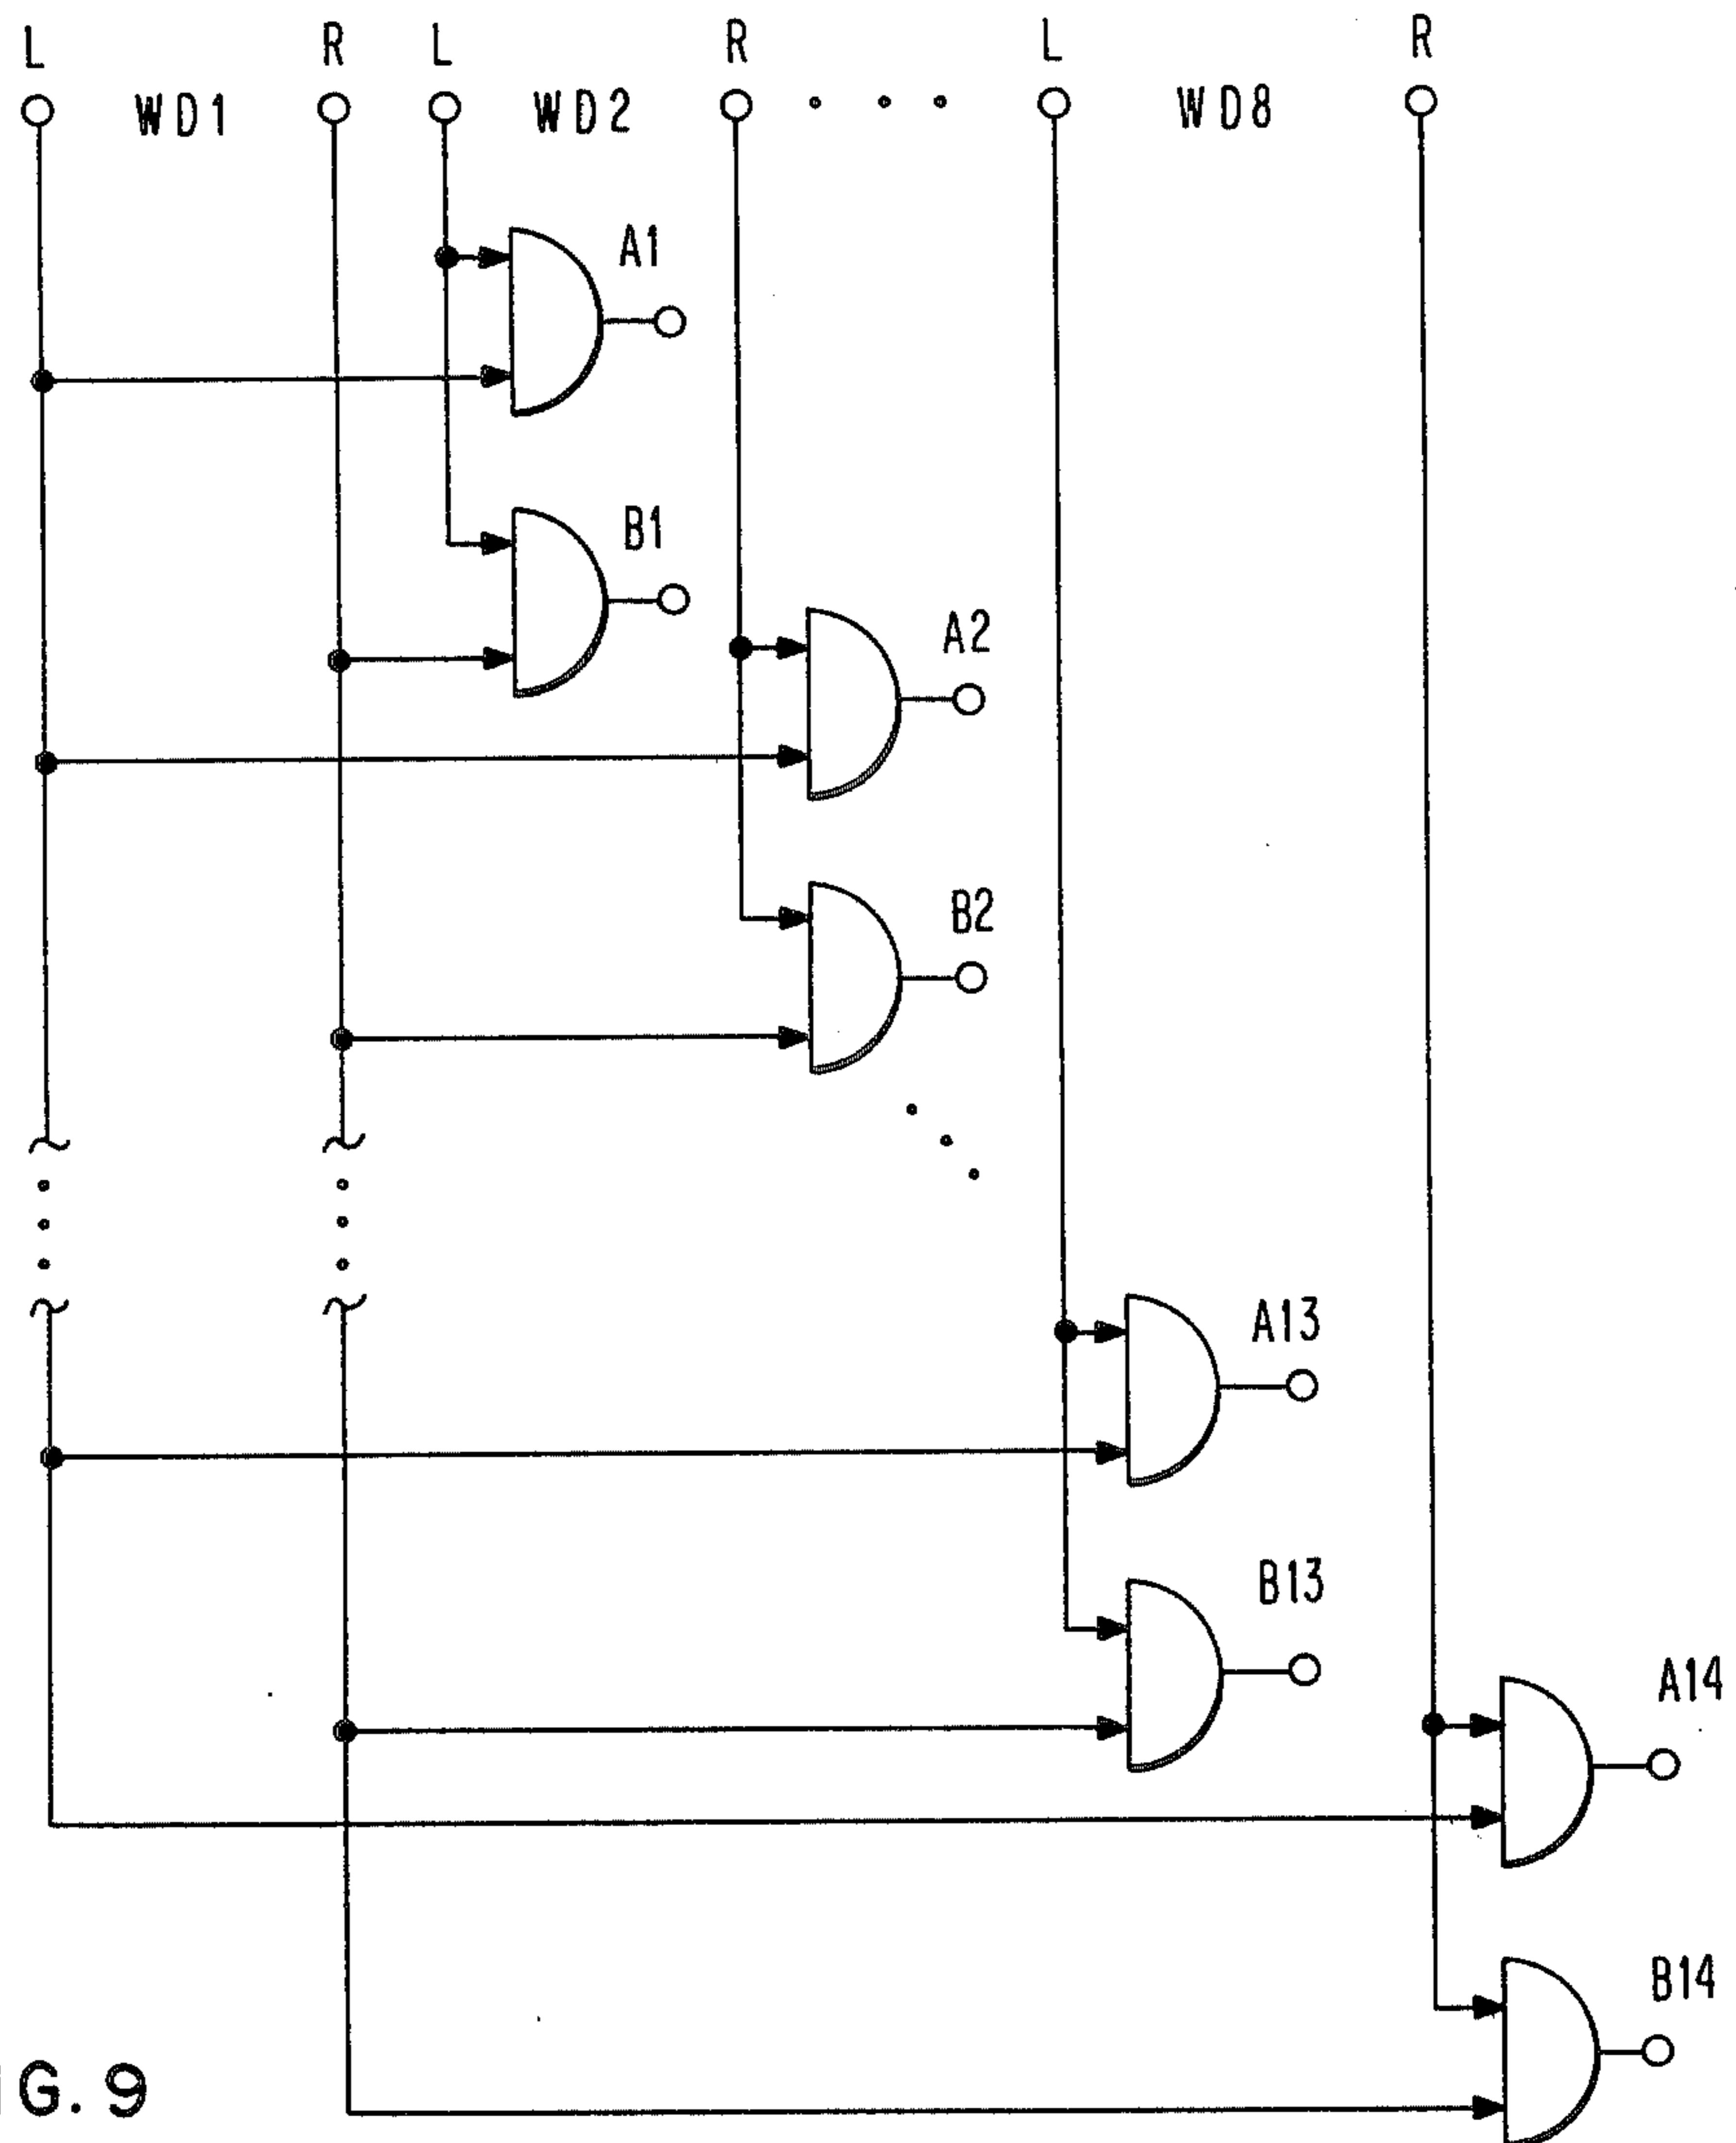 L R L R L R
WD1 WD2 WD8
A1
B1
A2
B2
A13
B13
A14
B14
G. 9